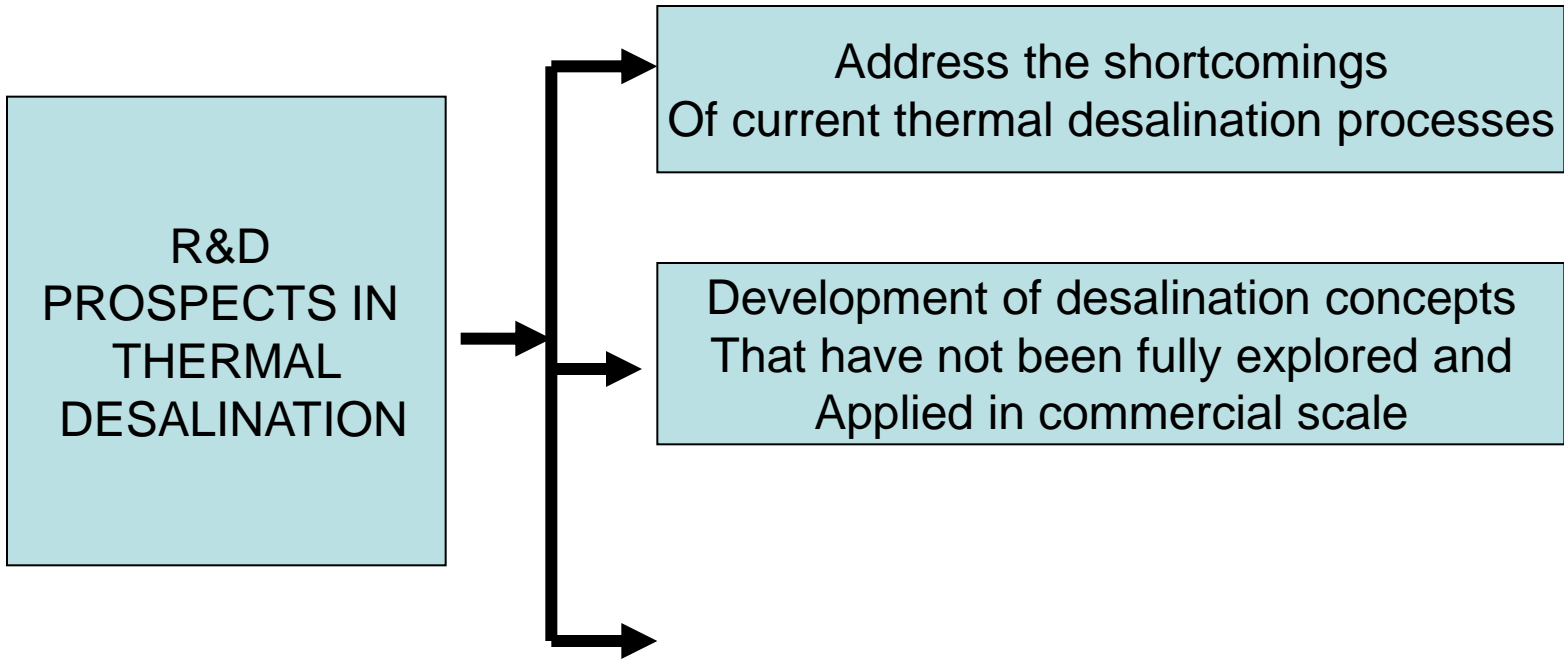 R&D
PROSPECTS IN
THERMAL
DESALINATION
Address the shortcomings
Of current thermal desalination processes
Development of desalination concepts
That have not been fully explored and
Applied in commercial scale